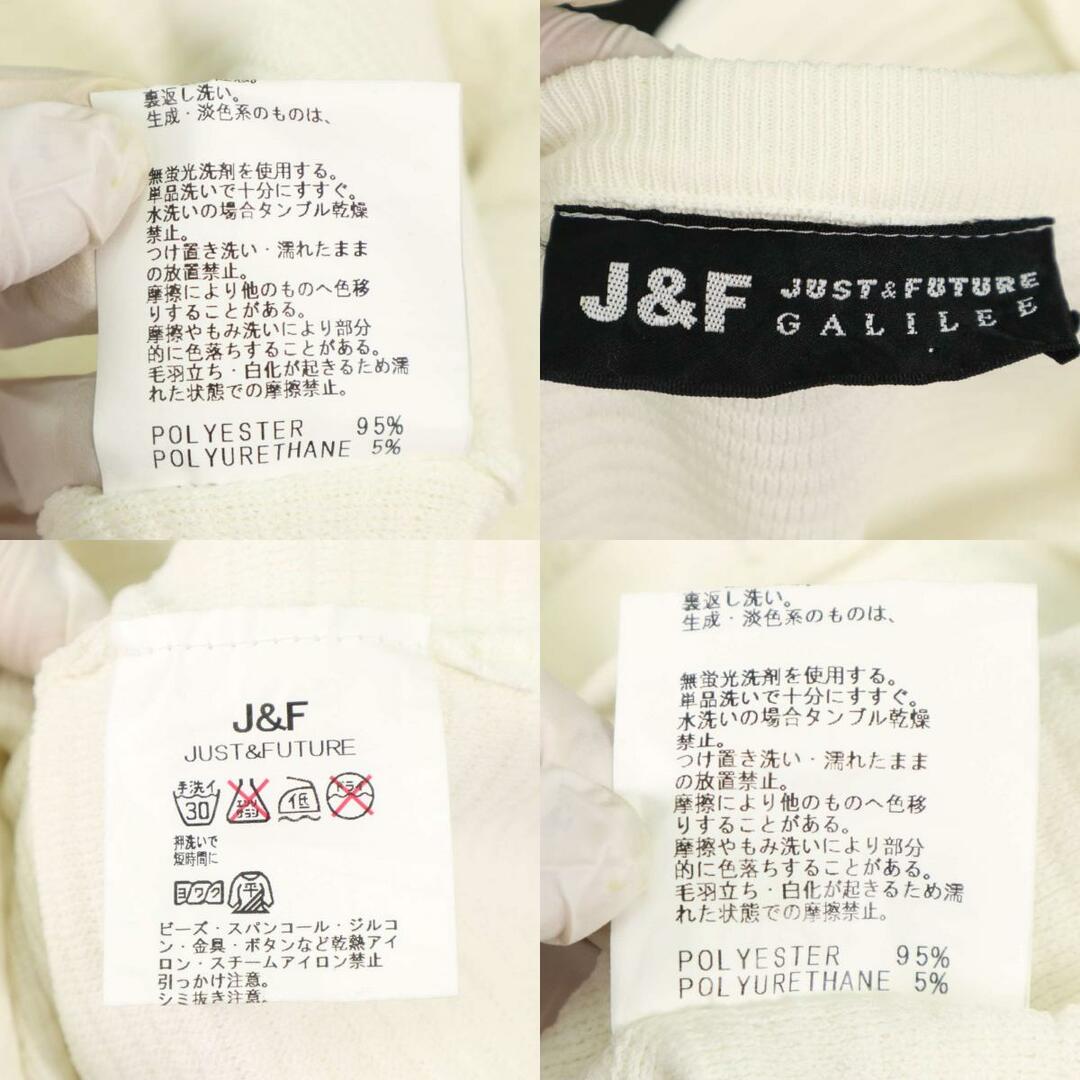 裏返し洗い。
生成・淡色系のものは、
無蛍光洗剤を使用する。
単品洗いで十分にすすぐ。
水洗いの場合タンブル乾燥
禁止。
つけ置き洗い・濡れたまま
の放置禁止。
摩擦により他のものへ色移
りすることがある。
摩擦やもみ洗いにより部分
的に色落ちすることがある。
毛羽立ち・白化が起きるため濡
れた状態での摩擦禁止。
POLYESTER 95%
POLYURETHANE 5%
J&F JUST&FUTURE
GALILEE
J&F
JUST&FUTURE
手洗イ
30 エンソ サラシ 低 ドライ
押洗いで
短時間に
ヨワク 平
ビーズ・スパンコール・ジルコ
ン・金具・ボタンなど乾熱アイ
ロン・スチームアイロン禁止
引っかけ注意。
シミ抜き注意。
裏返し洗い。
生成・淡色系のものは、
無蛍光洗剤を使用する。
単品洗いで十分にすすぐ。
水洗いの場合タンブル乾燥
禁止。
つけ置き洗い・濡れたまま
の放置禁止。
摩擦により他のものへ色移
りすることがある。
摩擦やもみ洗いにより部分
的に色落ちすることがある。
毛羽立ち・白化が起きるため濡
れた状態での摩擦禁止。
POLYESTER 95%
POLYURETHANE 5%